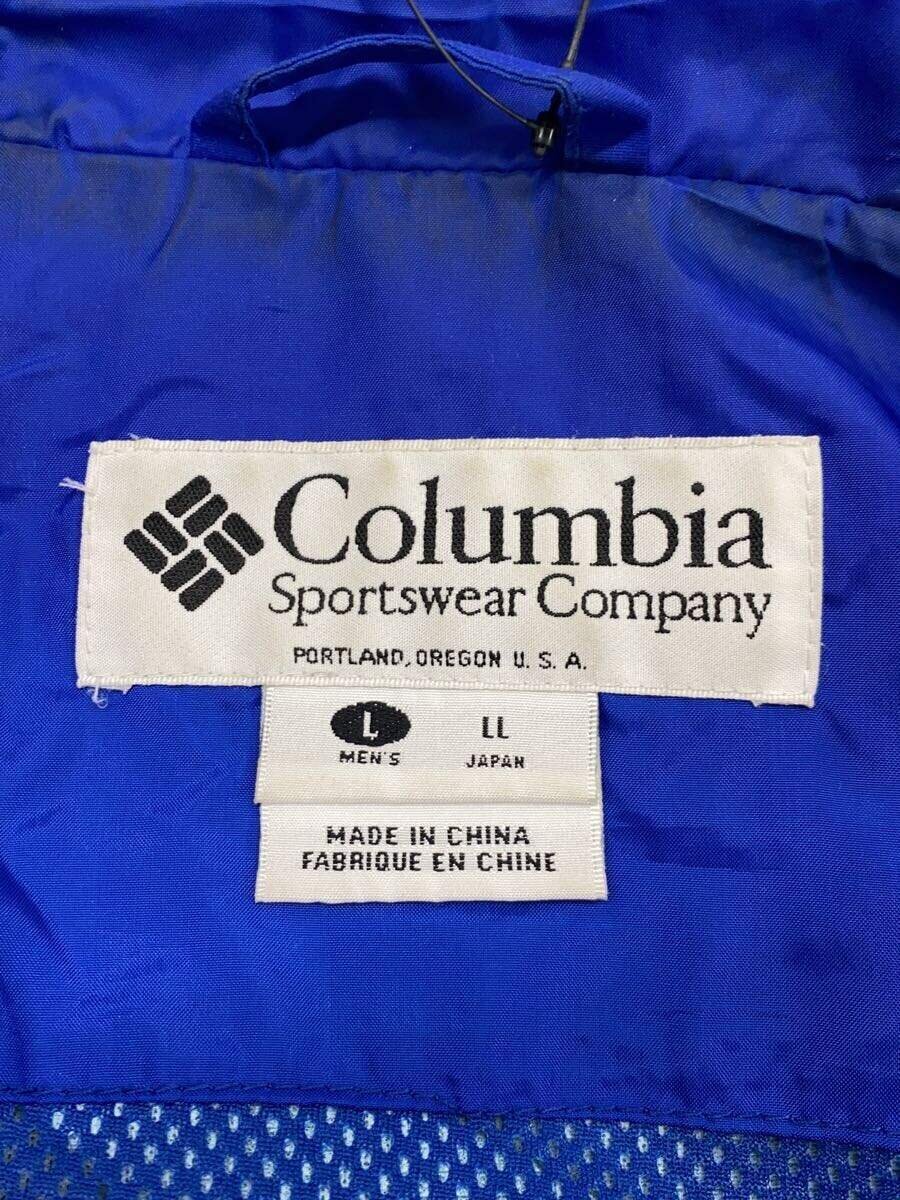 Columbia
Sportswear Company
PORTLAND, OREGON U. S. A.
L LL
MEN'S JAPAN
MADE IN CHINA
FABRIQUE EN CHINE